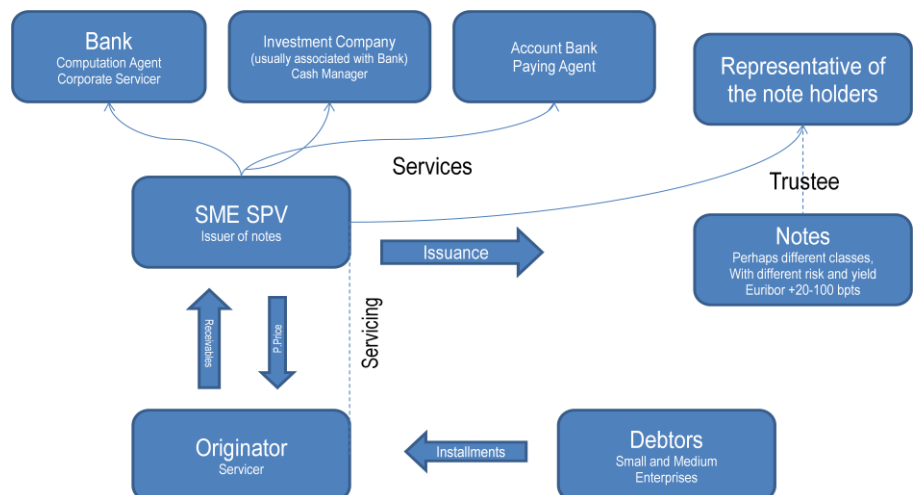 Bank
Computation Agent
Corporate Servicer
Investment Company
(usually associated with Bank)
Cash Manager
Account Bank
Paying Agent
Representative of
the note holders
Services
Trustee
SME SPV
Issuer of notes
Issuance
Notes
Perhaps different classes,
With different risk and yield
Euribor +20-100 bpts
Receivables
P.Price
Servicing
Originator
Servicer
Installments
Debtors
Small and Medium
Enterprises